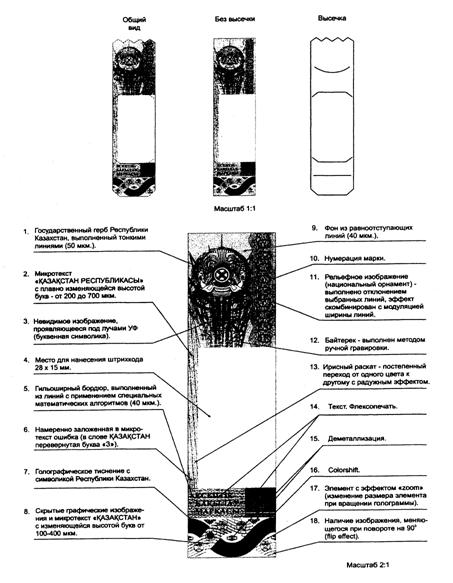 Общий
вид
Без высечки
Высечка
Масштаб 1:1
1. Государственный герб Республики
Казахстан, выполненный тонкими
линиями (50 мкм.).
2. Микротекст
«ҚАЗАҚСТАН РЕСПУБЛИКАСЫ»
с плавно изменяющейся высотой
букв - от 200 до 700 мкм.
3. Невидимое изображение,
проявляющееся под лучами УФ
(буквенная символика).
4. Место для нанесения штрихкода
28 x 15 мм.
5. Гильоширный бордюр, выполненный
из линий с применением специальных
математических алгоритмов (40 мкм.).
6. Намеренно заложенная в микро-
текст ошибка (в слове ҚАЗАҚСТАН
перевернутая буква «З»).
7. Голографическое тиснение с
символикой Республики Казахстан.
8. Скрытые графические изображе-
ния и микротекст «ҚАЗАҚСТАН»
с изменяющейся высотой букв от
100-400 мкм.
9. Фон из равноотступающих
линий (40 мкм.).
10. Нумерация марки.
11. Рельефное изображение
(национальный орнамент) -
выполнено отклонением
выбранных линий, эффект
скомбинирован с модуляцией
ширины линий.
12. Байтерек - выполнен методом
ручной гравировки.
13. Ирисный раскат - постепенный
переход от одного цвета к
другому с радужным эффектом.
14. Текст. Флексопечать.
15. Деметаллизация.
16. Colorshift.
17. Элемент с эффектом «zoom»
(изменение размера элемента
при вращении голограммы).
18. Наличие изображения, меняю-
щегося при повороте на 90°
(flip effect).
Масштаб 2:1